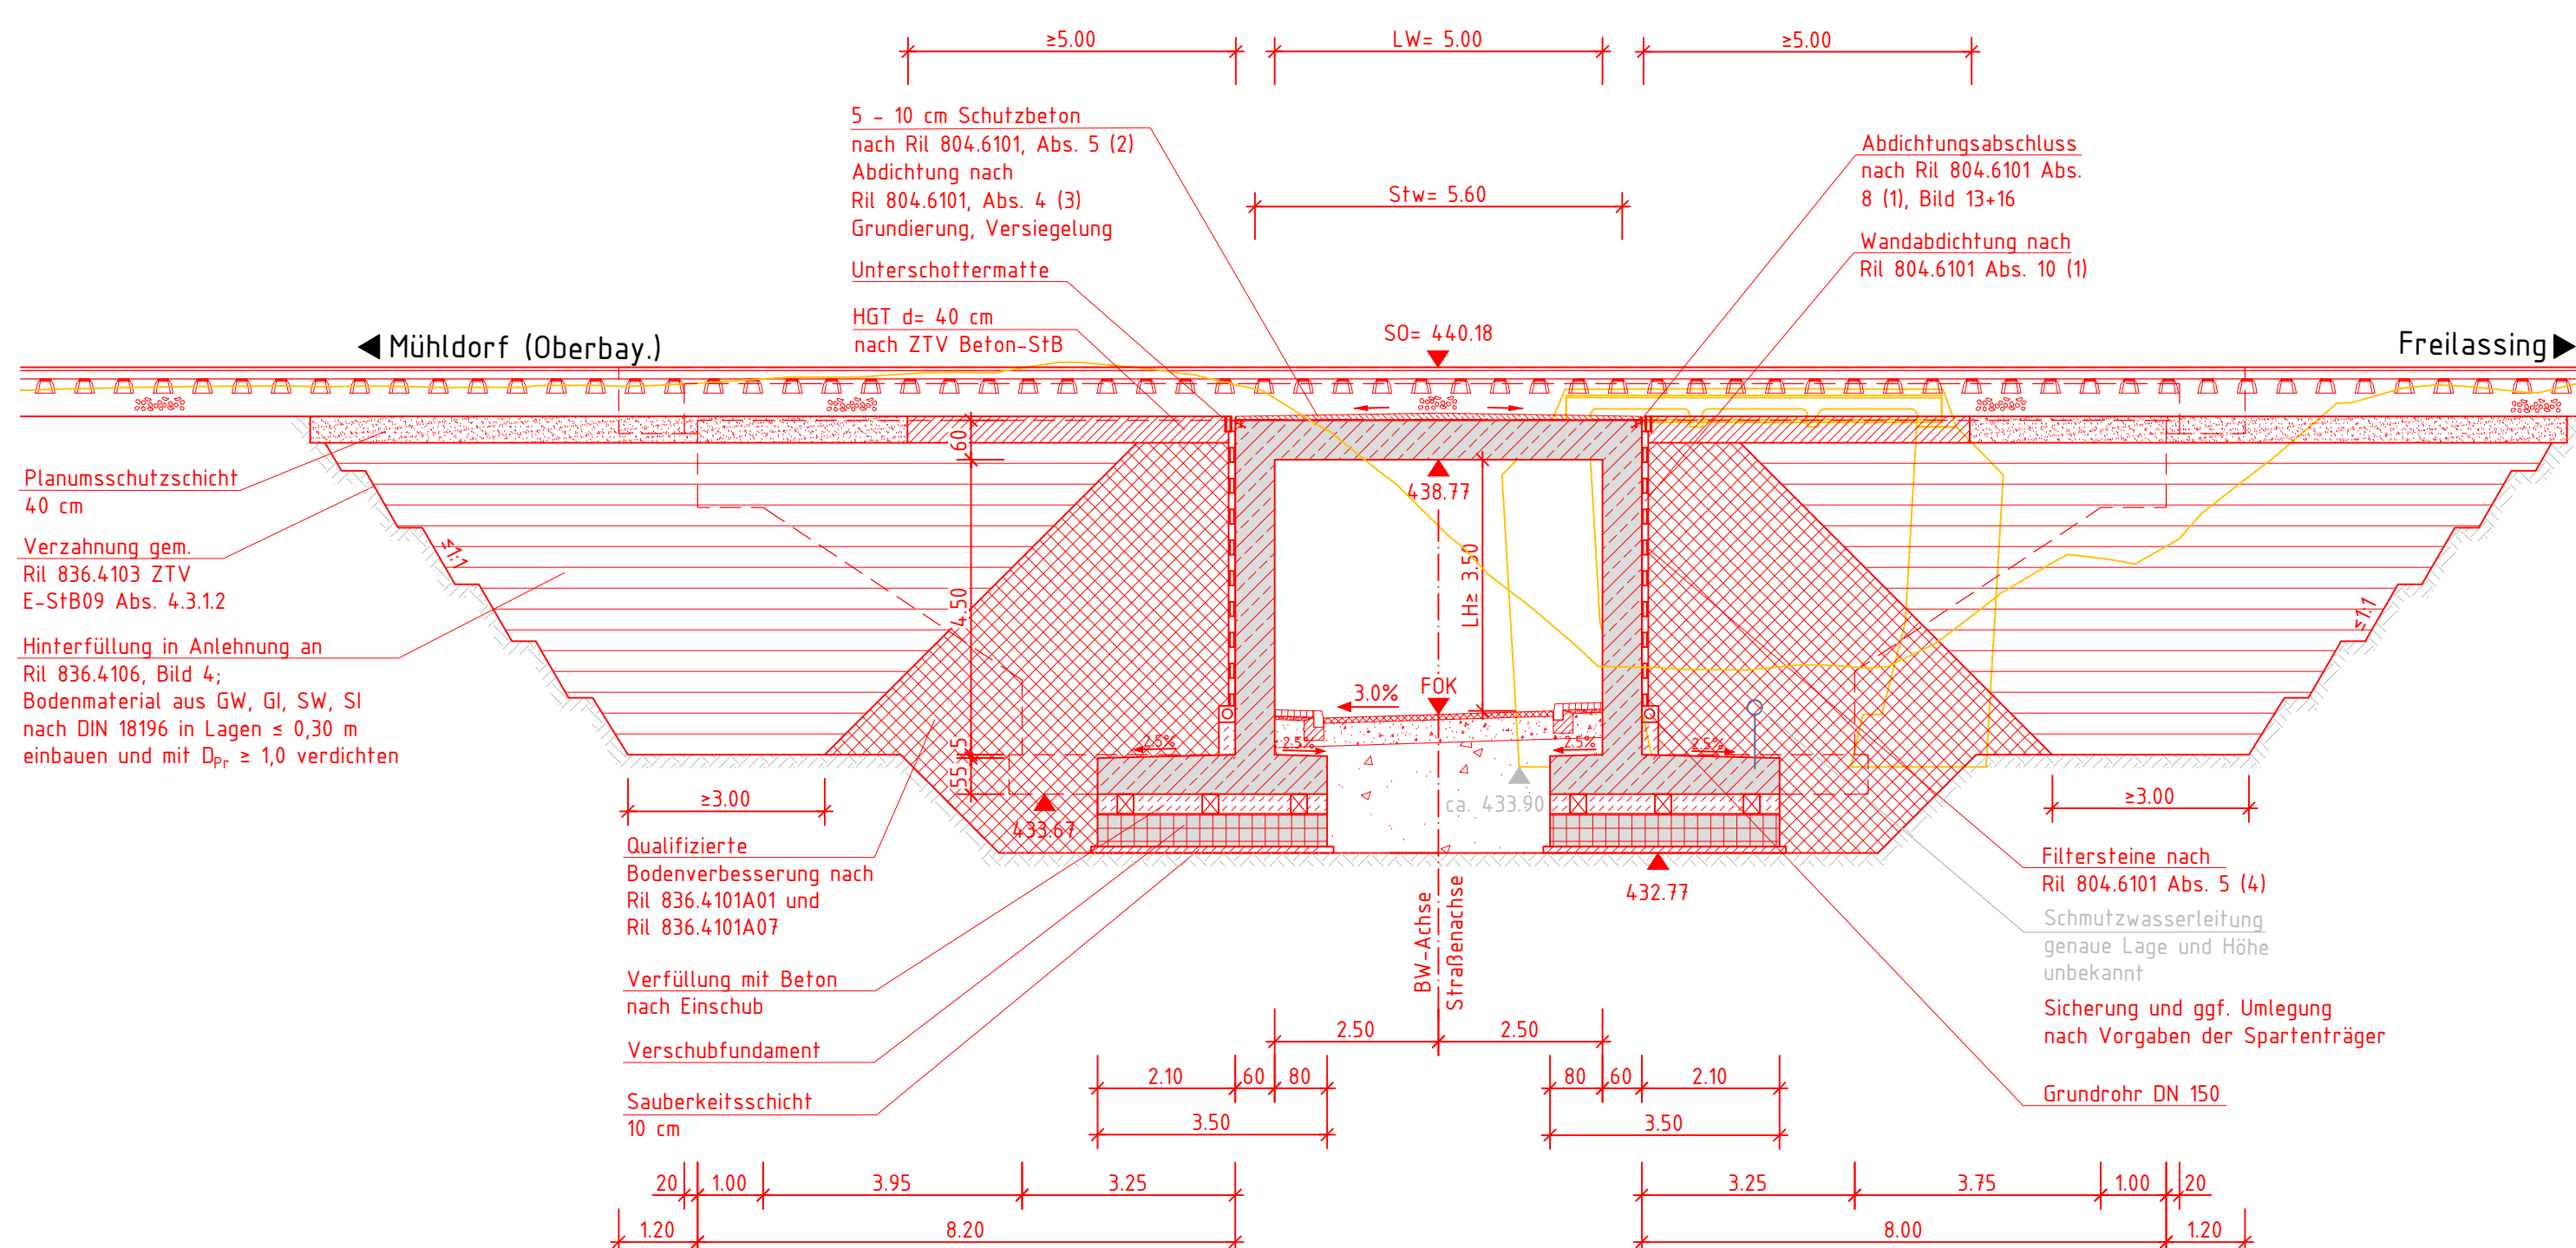 ≥5.00
LW= 5.00
≥5.00
5 - 10 cm Schutzbeton
nach Ril 804.6101, Abs. 5 (2)
Abdichtung nach
Ril 804.6101, Abs. 4 (3)
Grundierung, Versiegelung
Unterschottermatte
HGT d= 40 cm
nach ZTV Beton-StB
Stw= 5.60
Abdichtungsabschluss
nach Ril 804.6101 Abs.
8 (1), Bild 13+16
Wandabdichtung nach
Ril 804.6101 Abs. 10 (1)
Mühldorf (Oberbay.)
SO= 440.18
Freilassing
Planumsschutzschicht
40 cm
Verzahnung gem.
Ril 836.4103 ZTV
E-StB09 Abs. 4.3.1.2
Hinterfüllung in Anlehnung an
Ril 836.4106, Bild 4;
Bodenmaterial aus GW, GI, SW, SI
nach DIN 18196 in Lagen ≤ 0,30 m
einbauen und mit DPr ≥ 1,0 verdichten
≤1:1
60
4.50
5
55
438.77
LH≥ 3.50
3.0%
FOK
2.5%
2.5%
2.5%
2.5%
≤1:1
≥3.00
433.67
ca. 433.90
432.77
≥3.00
Qualifizierte
Bodenverbesserung nach
Ril 836.4101A01 und
Ril 836.4101A07
Verfüllung mit Beton
nach Einschub
Verschubfundament
Sauberkeitsschicht
10 cm
BW-Achse
Straßenachse
Filtersteine nach
Ril 804.6101 Abs. 5 (4)
Schmutzwasserleitung
genaue Lage und Höhe
unbekannt
Sicherung und ggf. Umlegung
nach Vorgaben der Spartenträger
Grundrohr DN 150
2.50
2.50
2.10
60
80
80
60
2.10
3.50
3.50
20
1.00
3.95
3.25
3.25
3.75
1.00
20
1.20
8.20
8.00
1.20